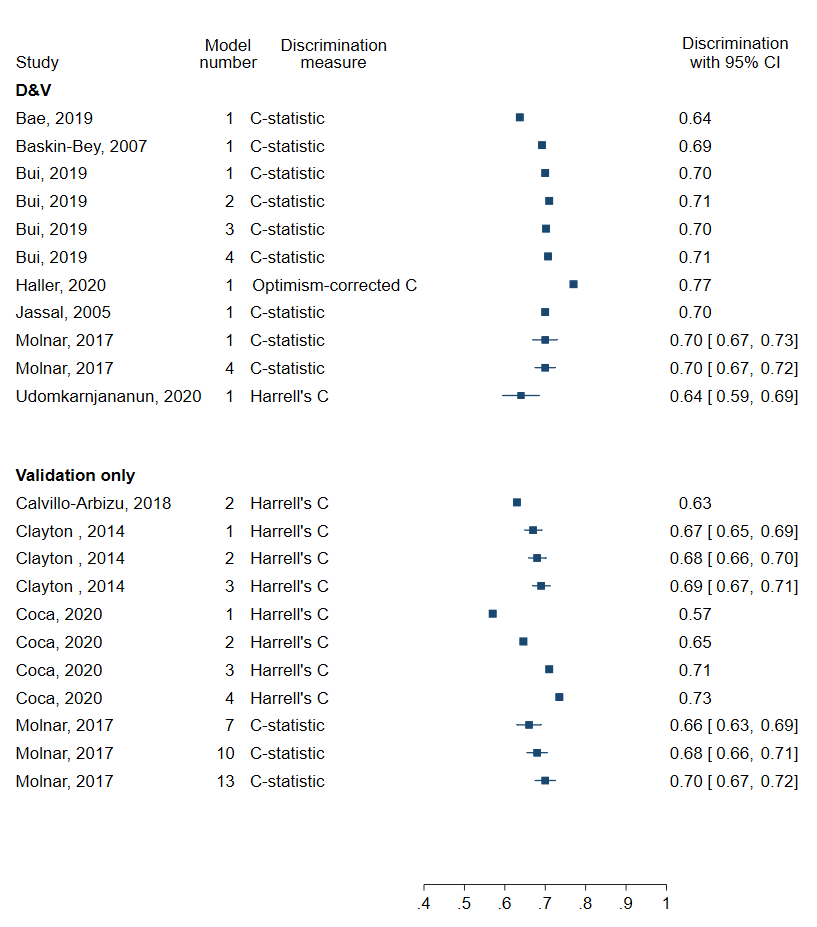 Study Model number Discrimination measure Discrimination with 95% CI
D&V
Bae, 2019 1 C-statistic 0.64
Baskin-Bey, 2007 1 C-statistic 0.69
Bui, 2019 1 C-statistic 0.70
Bui, 2019 2 C-statistic 0.71
Bui, 2019 3 C-statistic 0.70
Bui, 2019 4 C-statistic 0.71
Haller, 2020 1 Optimism-corrected C 0.77
Jassal, 2005 1 C-statistic 0.70
Molnar, 2017 1 C-statistic 0.70 [ 0.67, 0.73]
Molnar, 2017 4 C-statistic 0.70 [ 0.67, 0.72]
Udomkarnjananun, 2020 1 Harrell's C 0.64 [ 0.59, 0.69]
Validation only
Calvillo-Arbizu, 2018 2 Harrell's C 0.63
Clayton , 2014 1 Harrell's C 0.67 [ 0.65, 0.69]
Clayton , 2014 2 Harrell's C 0.68 [ 0.66, 0.70]
Clayton , 2014 3 Harrell's C 0.69 [ 0.67, 0.71]
Coca, 2020 1 Harrell's C 0.57
Coca, 2020 2 Harrell's C 0.65
Coca, 2020 3 Harrell's C 0.71
Coca, 2020 4 Harrell's C 0.73
Molnar, 2017 7 C-statistic 0.66 [ 0.63, 0.69]
Molnar, 2017 10 C-statistic 0.68 [ 0.66, 0.71]
Molnar, 2017 13 C-statistic 0.70 [ 0.67, 0.72]
.4 .5 .6 .7 .8 .9 1